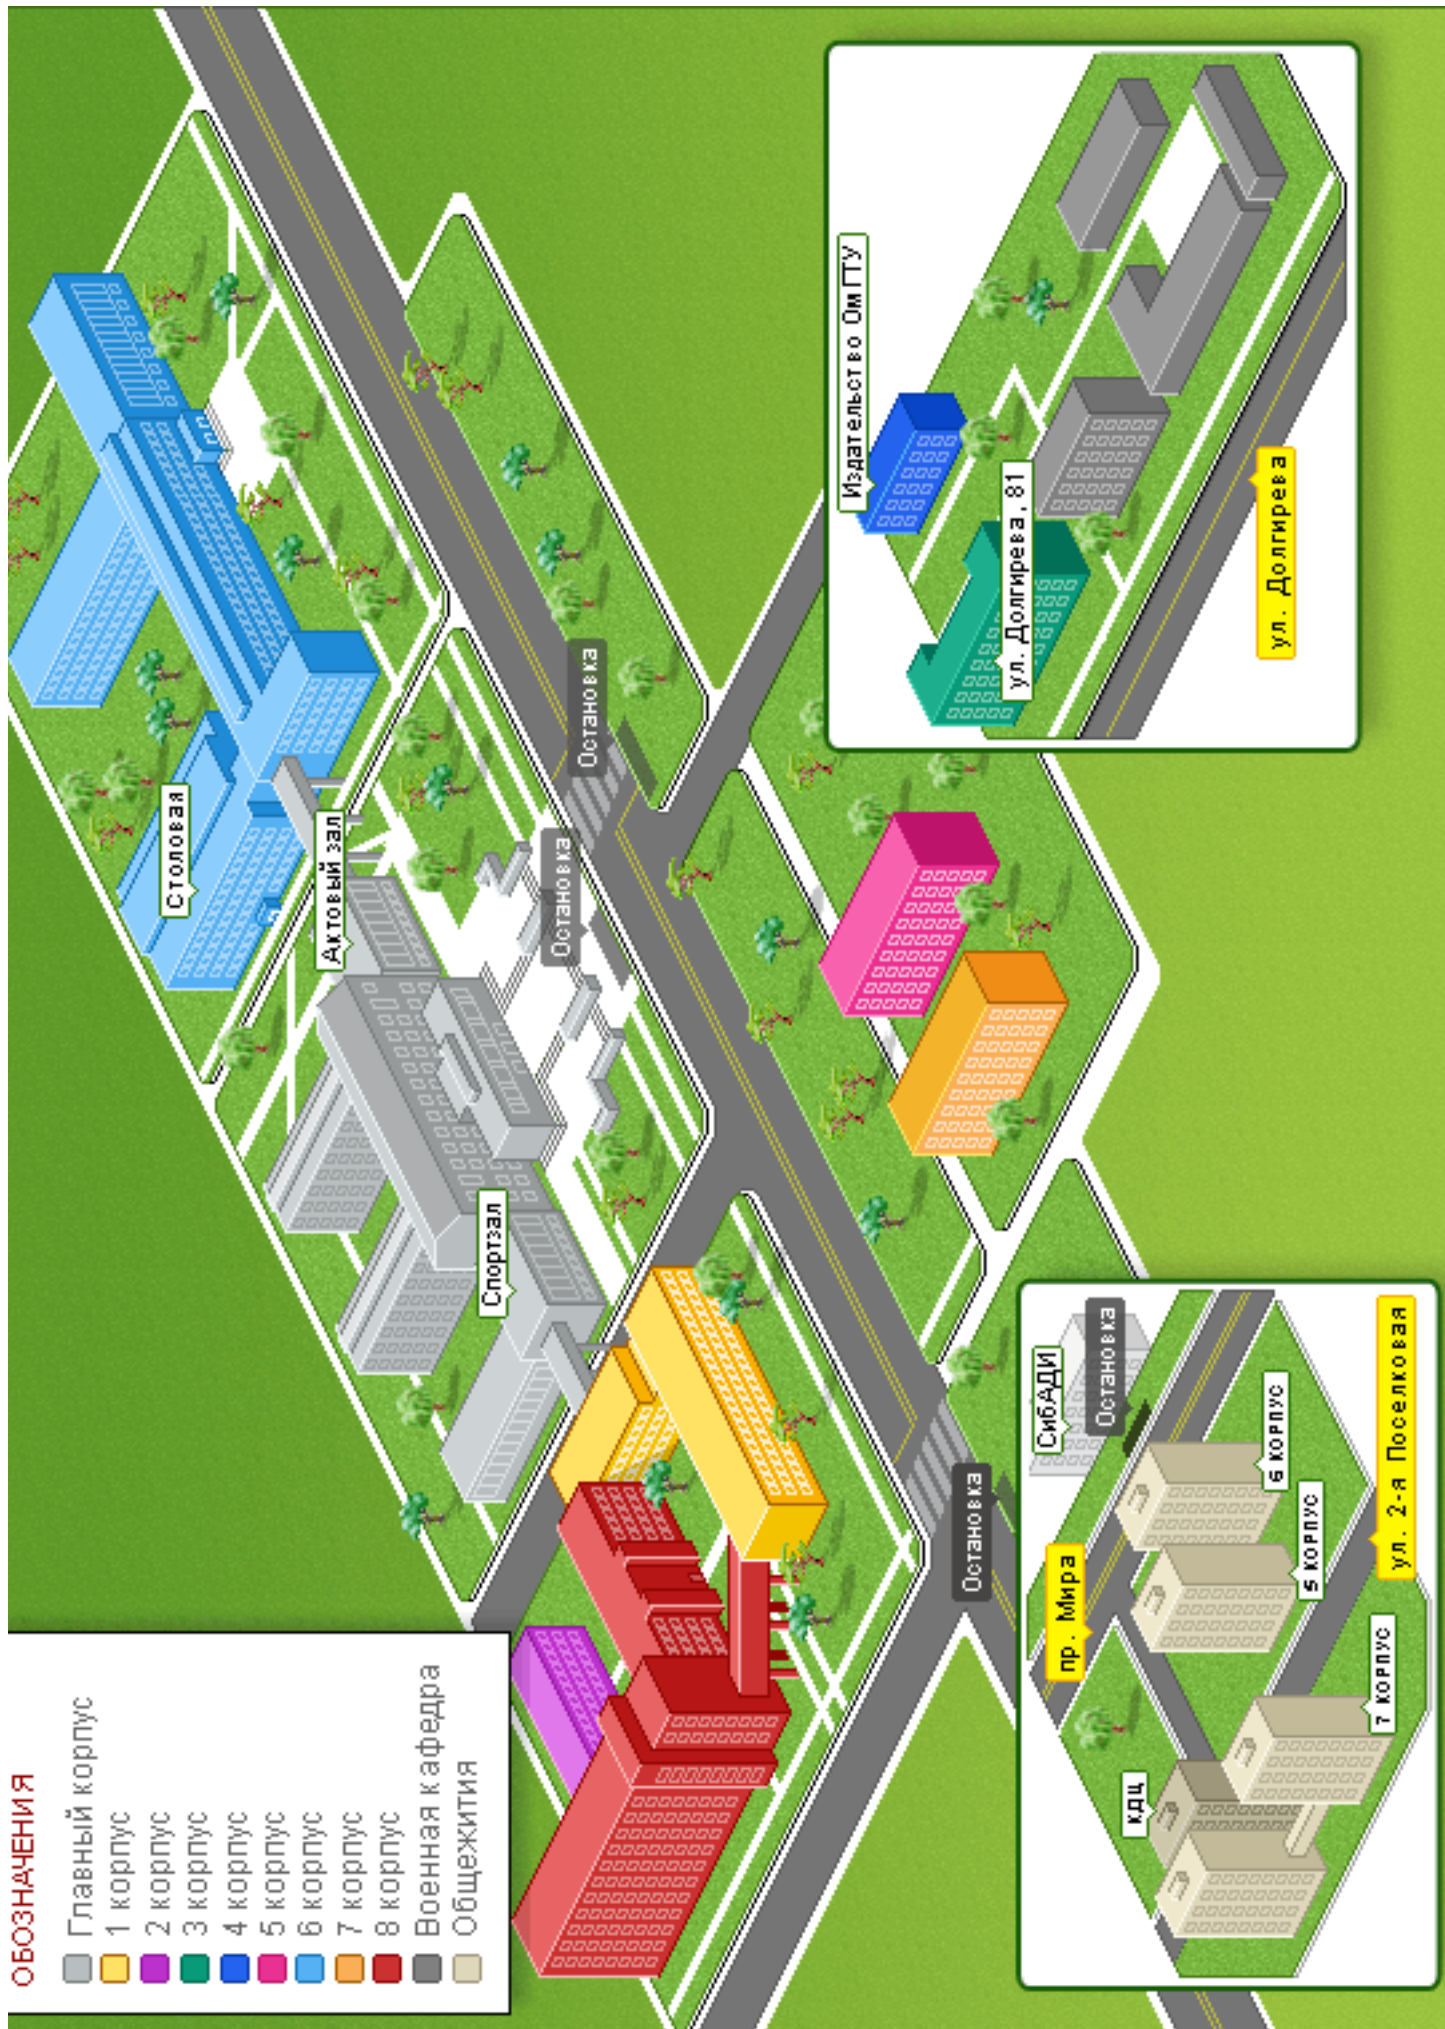 ОБОЗНАЧЕНИЯ
Главный корпус
1 корпус
2 корпус
3 корпус
4 корпус
5 корпус
6 корпус
7 корпус
8 корпус
Военная кафедра
Общежития
Столовая
Актовый зал
Спортзал
Остановка
Остановка
Остановка
Издательство ОмГТУ
ул. Долгирева, 81
ул. Долгирева
СибАДИ
Остановка
пр. Мира
6 корпус
5 корпус
ул. 2-я Поселковая
КДЦ
7 корпус